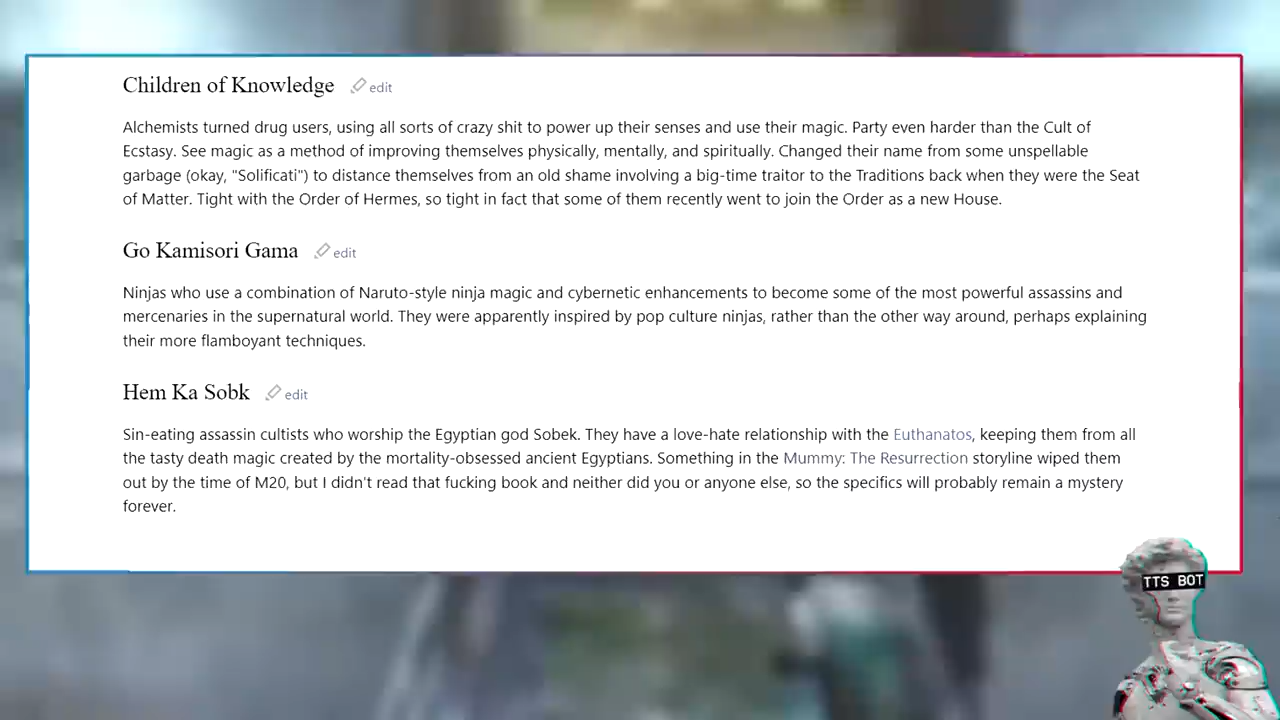 Children of Knowledge edit
Alchemists turned drug users, using all sorts of crazy shit to power up their senses and use their magic. Party even harder than the Cult of
Ecstasy. See magic as a method of improving themselves physically, mentally, and spiritually. Changed their name from some unspellable
garbage (okay, "Solificati") to distance themselves from an old shame involving a big-time traitor to the Traditions back when they were the Seat
of Matter. Tight with the Order of Hermes, so tight in fact that some of them recently went to join the Order as a new House.
Go Kamisori Gama edit
Ninjas who use a combination of Naruto-style ninja magic and cybernetic enhancements to become some of the most powerful assassins and
mercenaries in the supernatural world. They were apparently inspired by pop culture ninjas, rather than the other way around, perhaps explaining
their more flamboyant techniques.
Hem Ka Sobk edit
Sin-eating assassin cultists who worship the Egyptian god Sobek. They have a love-hate relationship with the Euthanatos, keeping them from all
the tasty death magic created by the mortality-obsessed ancient Egyptians. Something in the Mummy: The Resurrection storyline wiped them
out by the time of M20, but I didn't read that fucking book and neither did you or anyone else, so the specifics will probably remain a mystery
forever.
TTS BOT